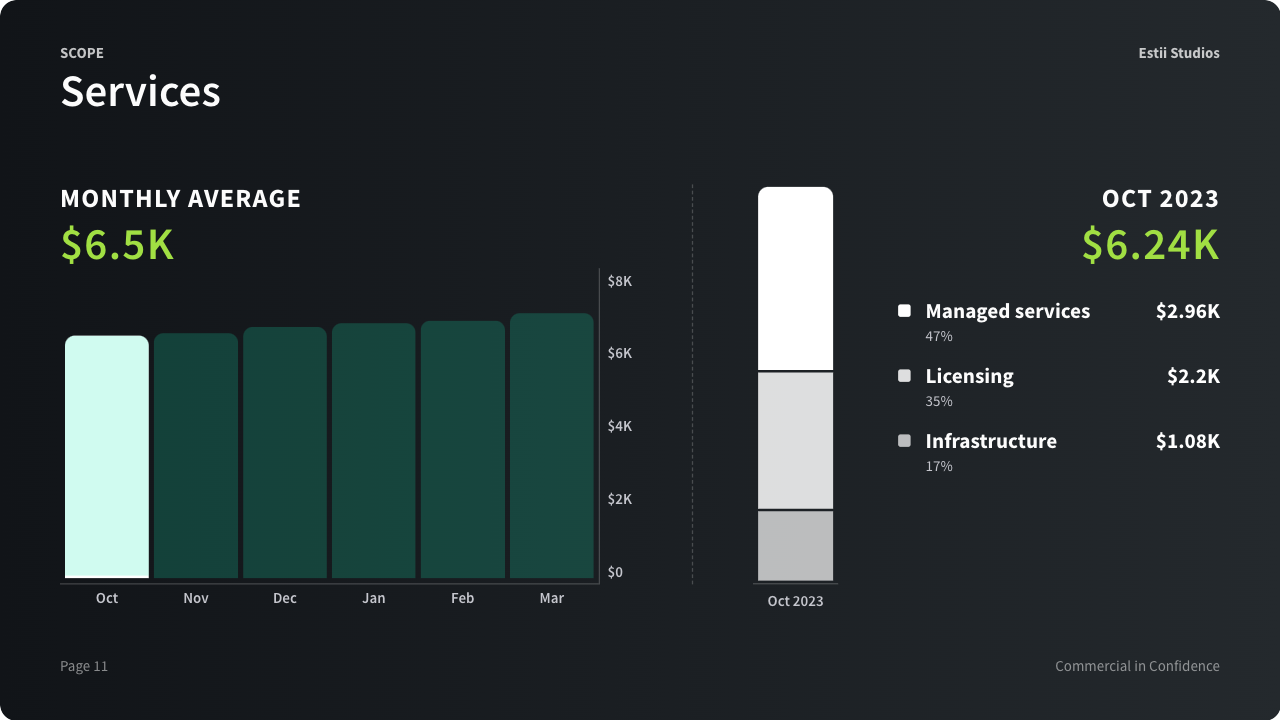 SCOPE
Estii Studios
Services
MONTHLY AVERAGE
$6.5K
$8K
$6K
$4K
$2K
$0
Oct Nov Dec Jan Feb Mar
Oct 2023
OCT 2023
$6.24K
Managed services $2.96K
47%
Licensing $2.2K
35%
Infrastructure $1.08K
17%
Page 11
Commercial in Confidence